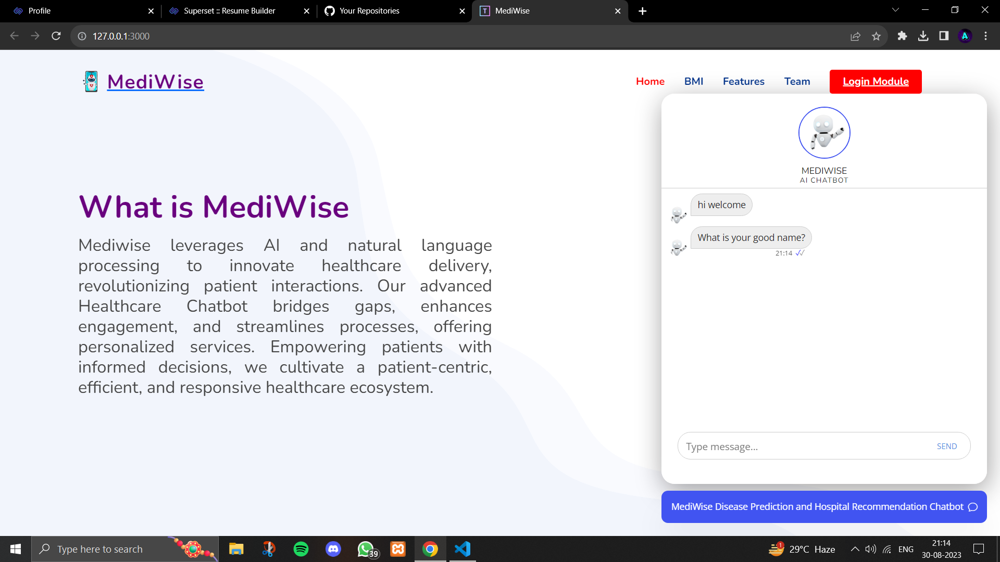 Profile
Superset :: Resume Builder
Your Repositories
T
MediWise
127.0.0.1:3000
A
MediWise
Home
BMI
Features
Team
Login Module
MEDIWISE
AI CHATBOT
hi welcome
What is your good name?
21:14
What is MediWise
Mediwise leverages AI and natural language
processing to innovate healthcare delivery,
revolutionizing patient interactions. Our advanced
Healthcare Chatbot bridges gaps, enhances
engagement, and streamlines processes, offering
personalized services. Empowering patients with
informed decisions, we cultivate a patient-centric,
efficient, and responsive healthcare ecosystem.
Type message...
SEND
MediWise Disease Prediction and Hospital Recommendation Chatbot
Type here to search
39
1
29°C Haze
ENG
21:14
30-08-2023